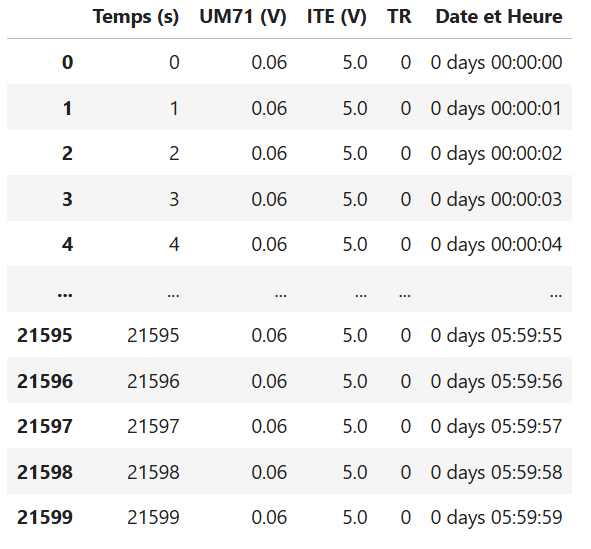 Temps (s) UM71 (V) ITE (V) TR Date et Heure
0 0 0.06 5.0 0 0 days 00:00:00
1 1 0.06 5.0 0 0 days 00:00:01
2 2 0.06 5.0 0 0 days 00:00:02
3 3 0.06 5.0 0 0 days 00:00:03
4 4 0.06 5.0 0 0 days 00:00:04
... ... ... ... ... ...
21595 21595 0.06 5.0 0 0 days 05:59:55
21596 21596 0.06 5.0 0 0 days 05:59:56
21597 21597 0.06 5.0 0 0 days 05:59:57
21598 21598 0.06 5.0 0 0 days 05:59:58
21599 21599 0.06 5.0 0 0 days 05:59:59